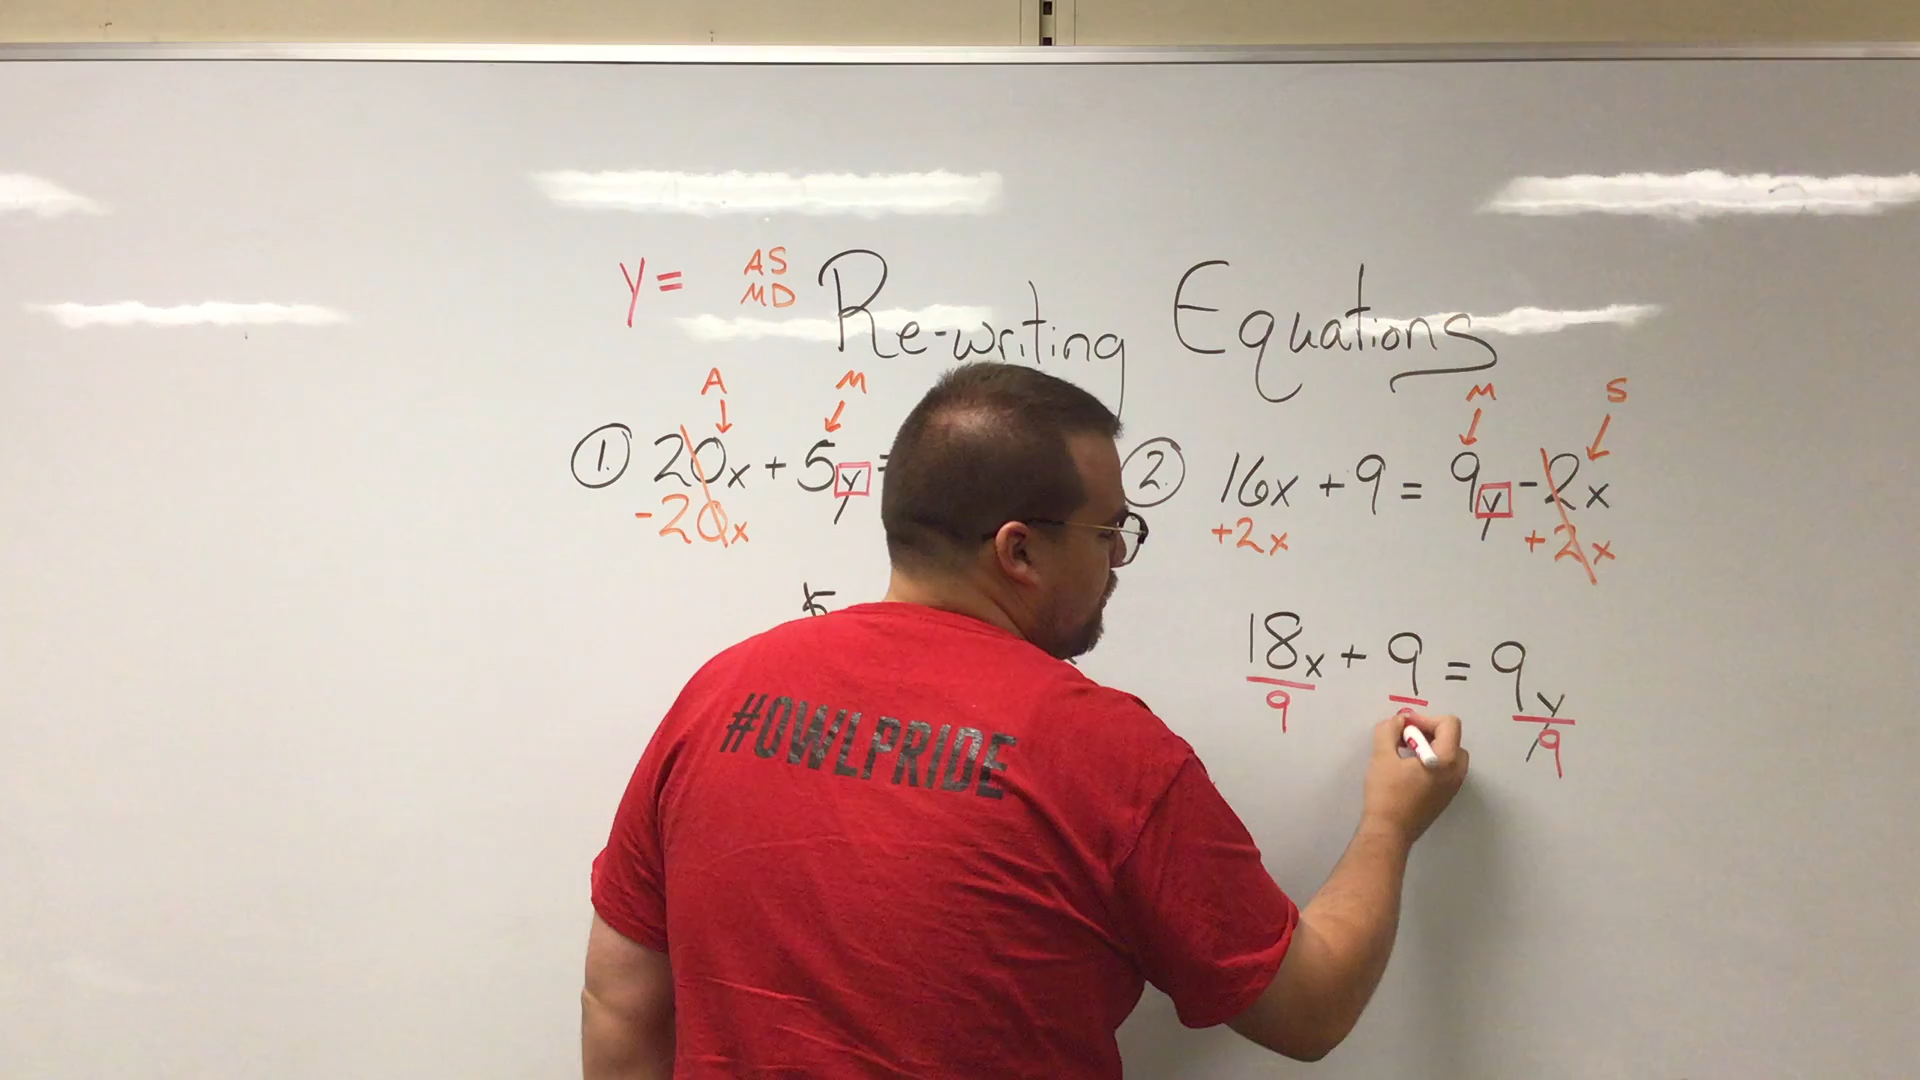 y= AS
MD
Re-writing Equations
A M
M S
1. 20x + 5y =
-20x
2. 16x + 9 = 9y - 2x
+2x +2x
5
18x + 9 = 9y
9 9
#OWLPRIDE